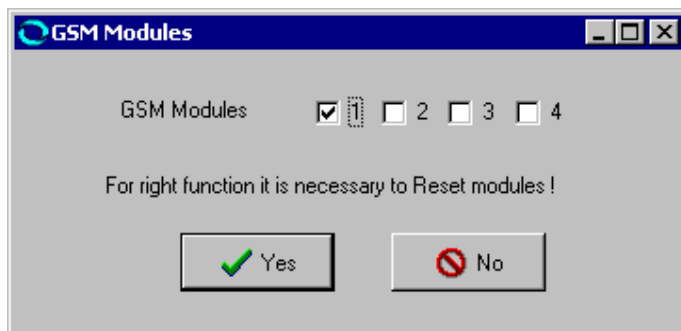 GSM Modules
GSM Modules 1 2 3 4
For right function it is necessary to Reset modules !
Yes No